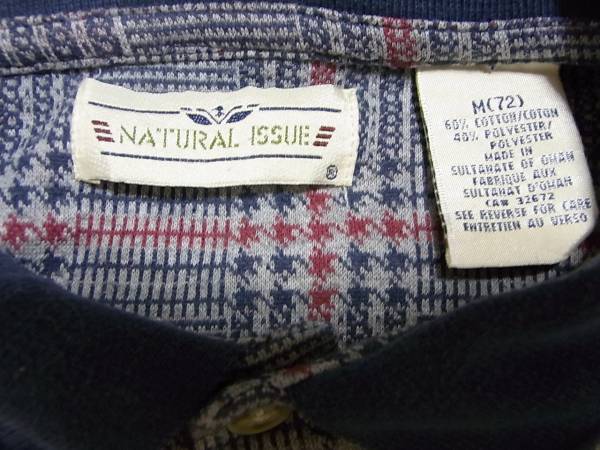 NATURAL ISSUE
®
M(72)
60% COTTON/COTON
40% POLYESTER/
POLYESTER
MADE IN
SULTANATE OF OMAN
FABRIQUE AUX
SULTANAT D'OMAN
CA# 32672
SEE REVERSE FOR CARE
ENTRETIEN AU VERSO